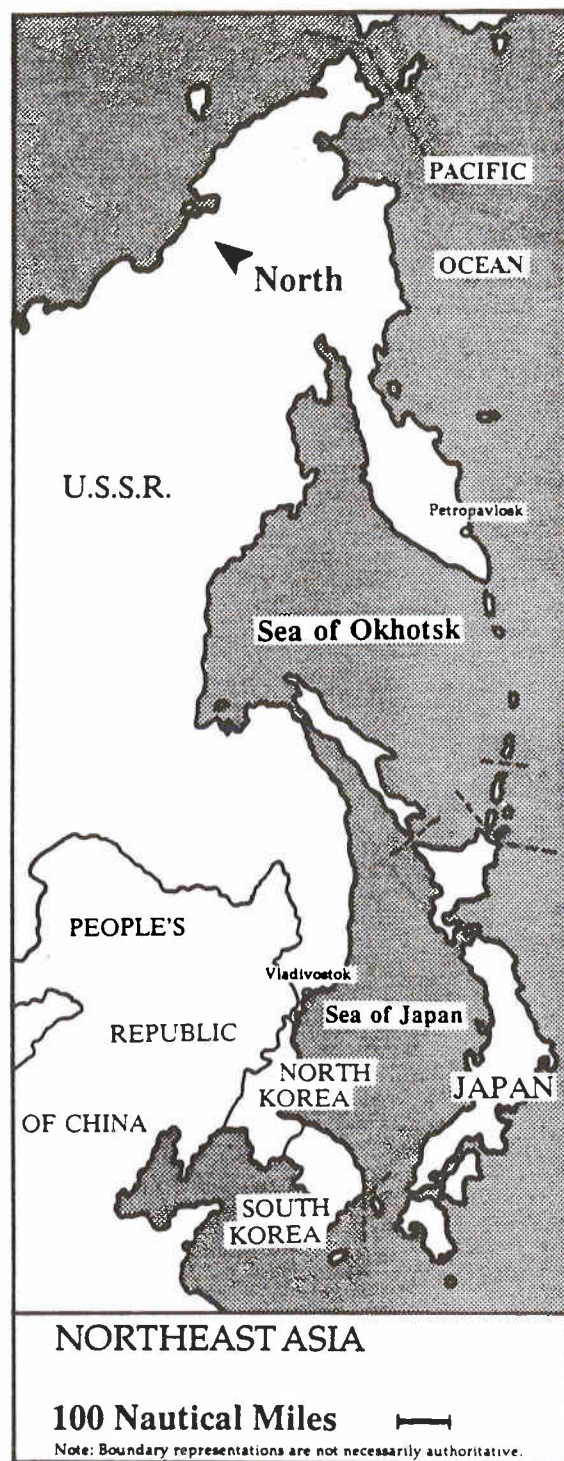 PACIFIC
OCEAN
North
U.S.S.R.
Petropavlosk
Sea of Okhotsk
PEOPLE'S
Vladivostok
Sea of Japan
REPUBLIC
NORTH
KOREA
JAPAN
OF CHINA
SOUTH
KOREA
NORTHEAST ASIA
100 Nautical Miles
Note: Boundary representations are not necessarily authoritative.